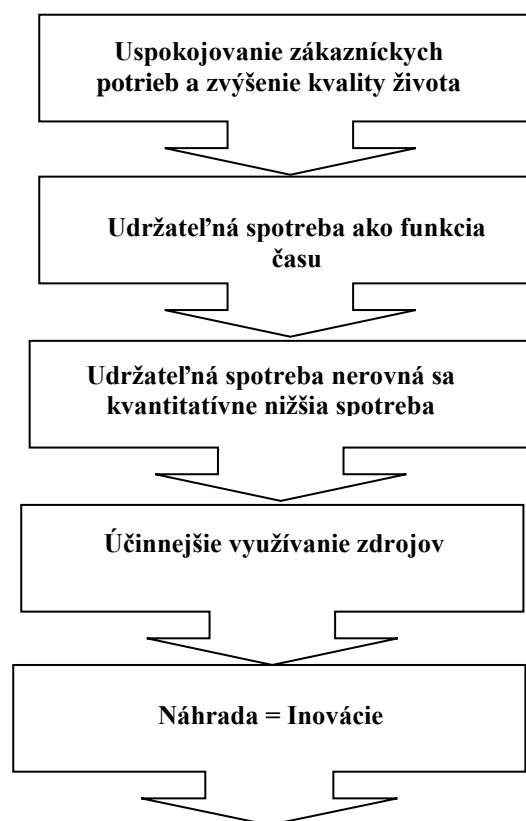 Uspokojovanie zákazníckych
potrieb a zvýšenie kvality života
Udržateľná spotreba ako funkcia
času
Udržateľná spotreba nerovná sa
kvantitatívne nižšia spotreba
Účinnejšie využívanie zdrojov
Náhrada = Inovácie